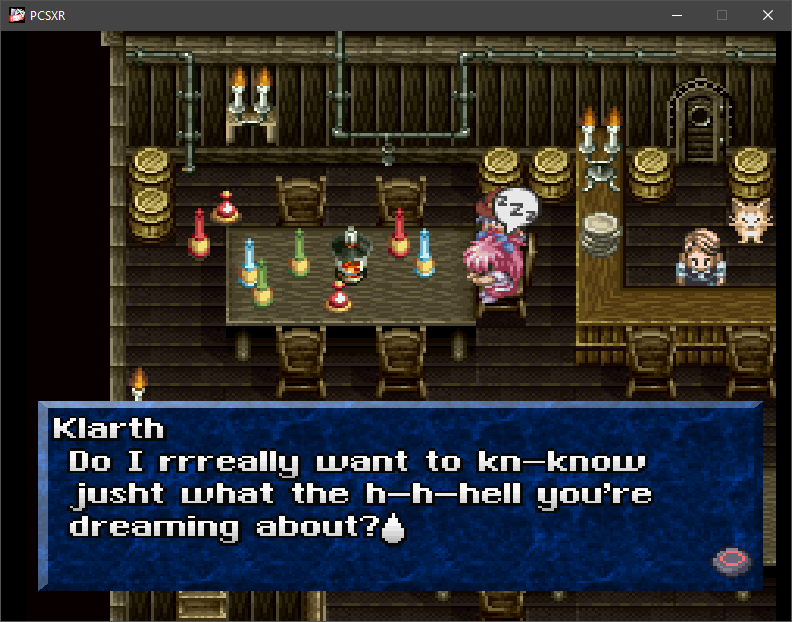 PCSXR
z z z
Klarth
Do I rrreally want to kn–know
jusht what the h–h–hell you're
dreaming about?